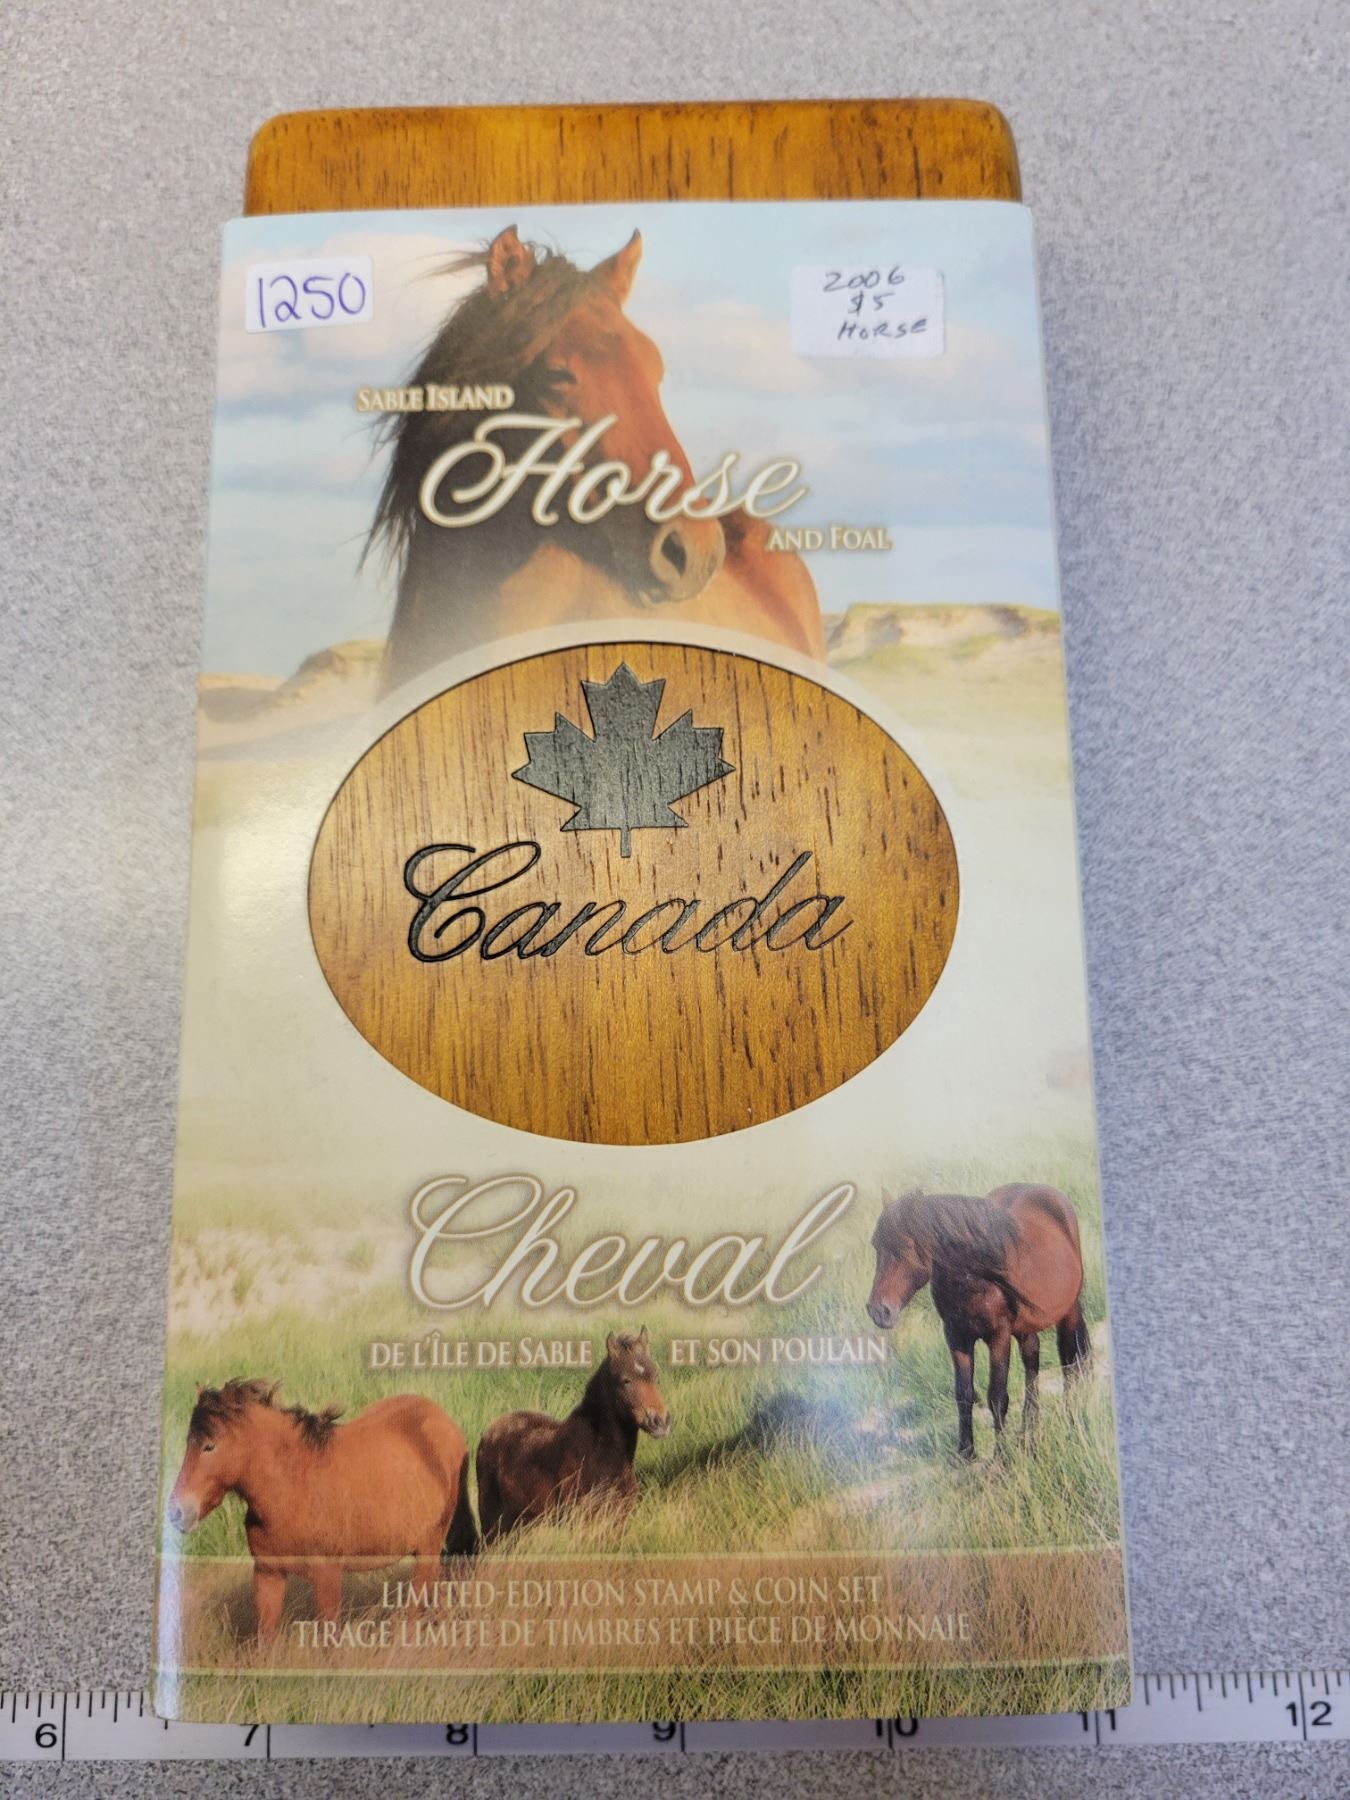 1250
2006
$5
HORSE
SABLE ISLAND
Horse
AND FOAL
Canada
Cheval
DE L'ÎLE DE SABLE ET SON POULAIN
LIMITED-EDITION STAMP & COIN SET
TIRAGE LIMITÉ DE TIMBRES ET PIÈCE DE MONNAIE
6 7 8 9 10 11 12